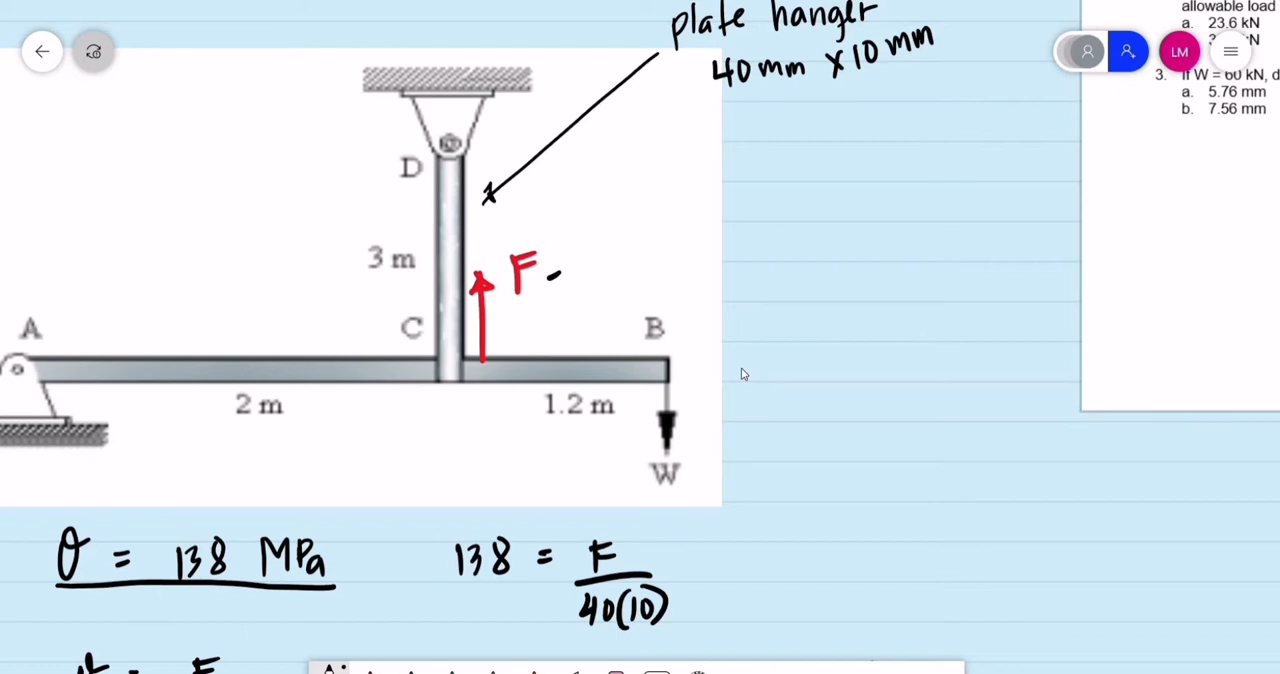 plate hanger
40 mm x 10 mm
allowable load
a. 23.6 kN
N
LM
3. If W = 60 kN, d
a. 5.76 mm
b. 7.56 mm
D
3 m
F
A
C
B
2 m
1.2 m
W
σ = 138 MPa
138 = F
40(10)